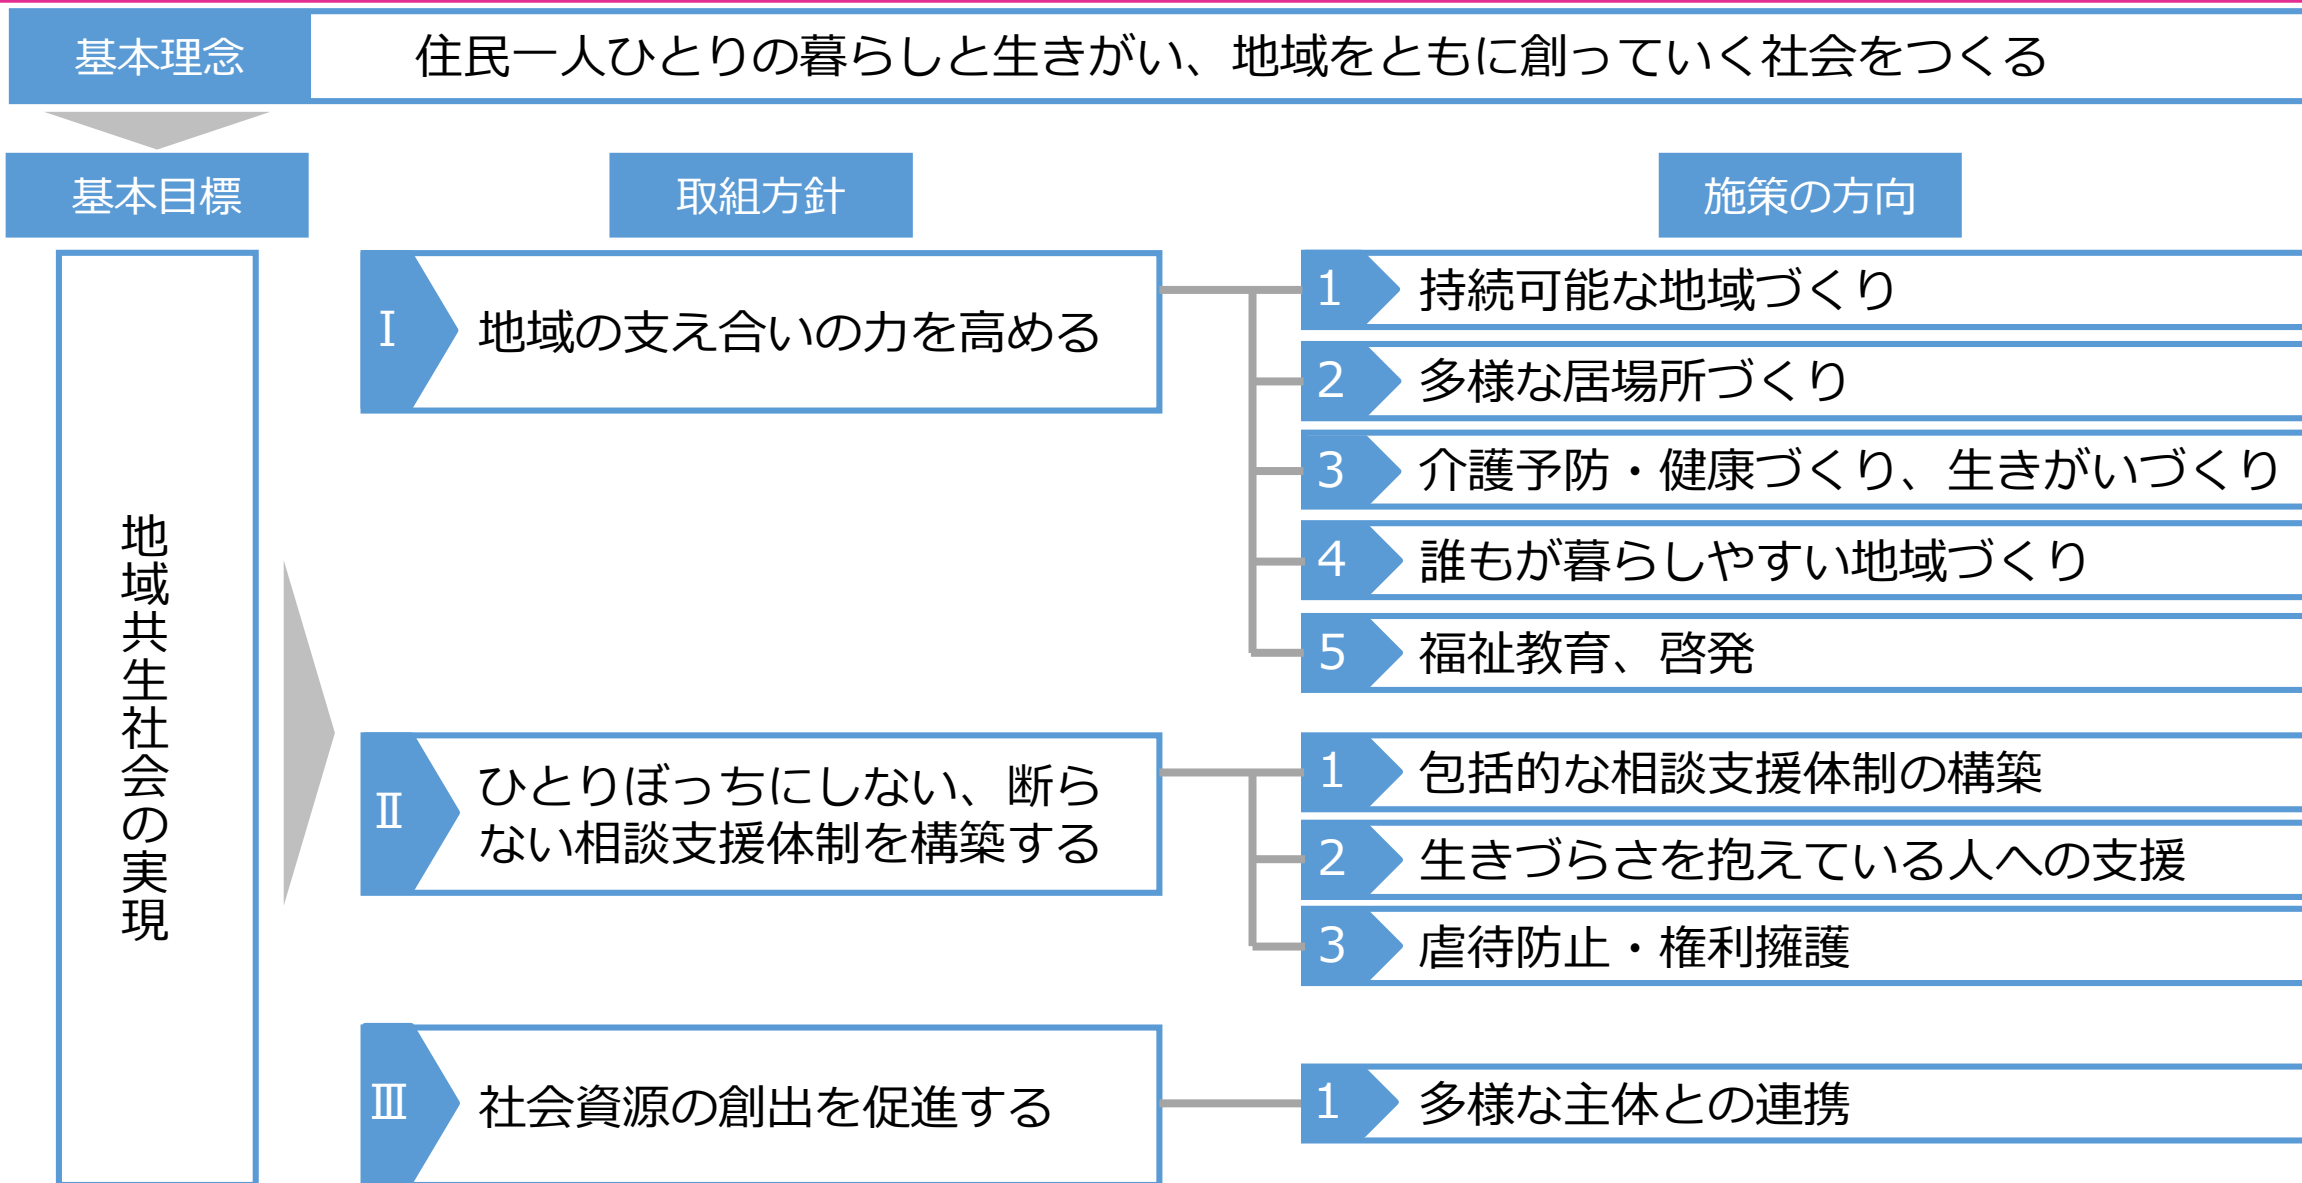 基本理念
住民一人ひとりの暮らしと生きがい、地域をともに創っていく社会をつくる
基本目標
取組方針
施策の方向
地域共生社会の実現
Ⅰ
地域の支え合いの力を高める
1
持続可能な地域づくり
2
多様な居場所づくり
3
介護予防・健康づくり、生きがいづくり
4
誰もが暮らしやすい地域づくり
5
福祉教育、啓発
Ⅱ
ひとりぼっちにしない、断ら
ない相談支援体制を構築する
1
包括的な相談支援体制の構築
2
生きづらさを抱えている人への支援
3
虐待防止・権利擁護
Ⅲ
社会資源の創出を促進する
1
多様な主体との連携